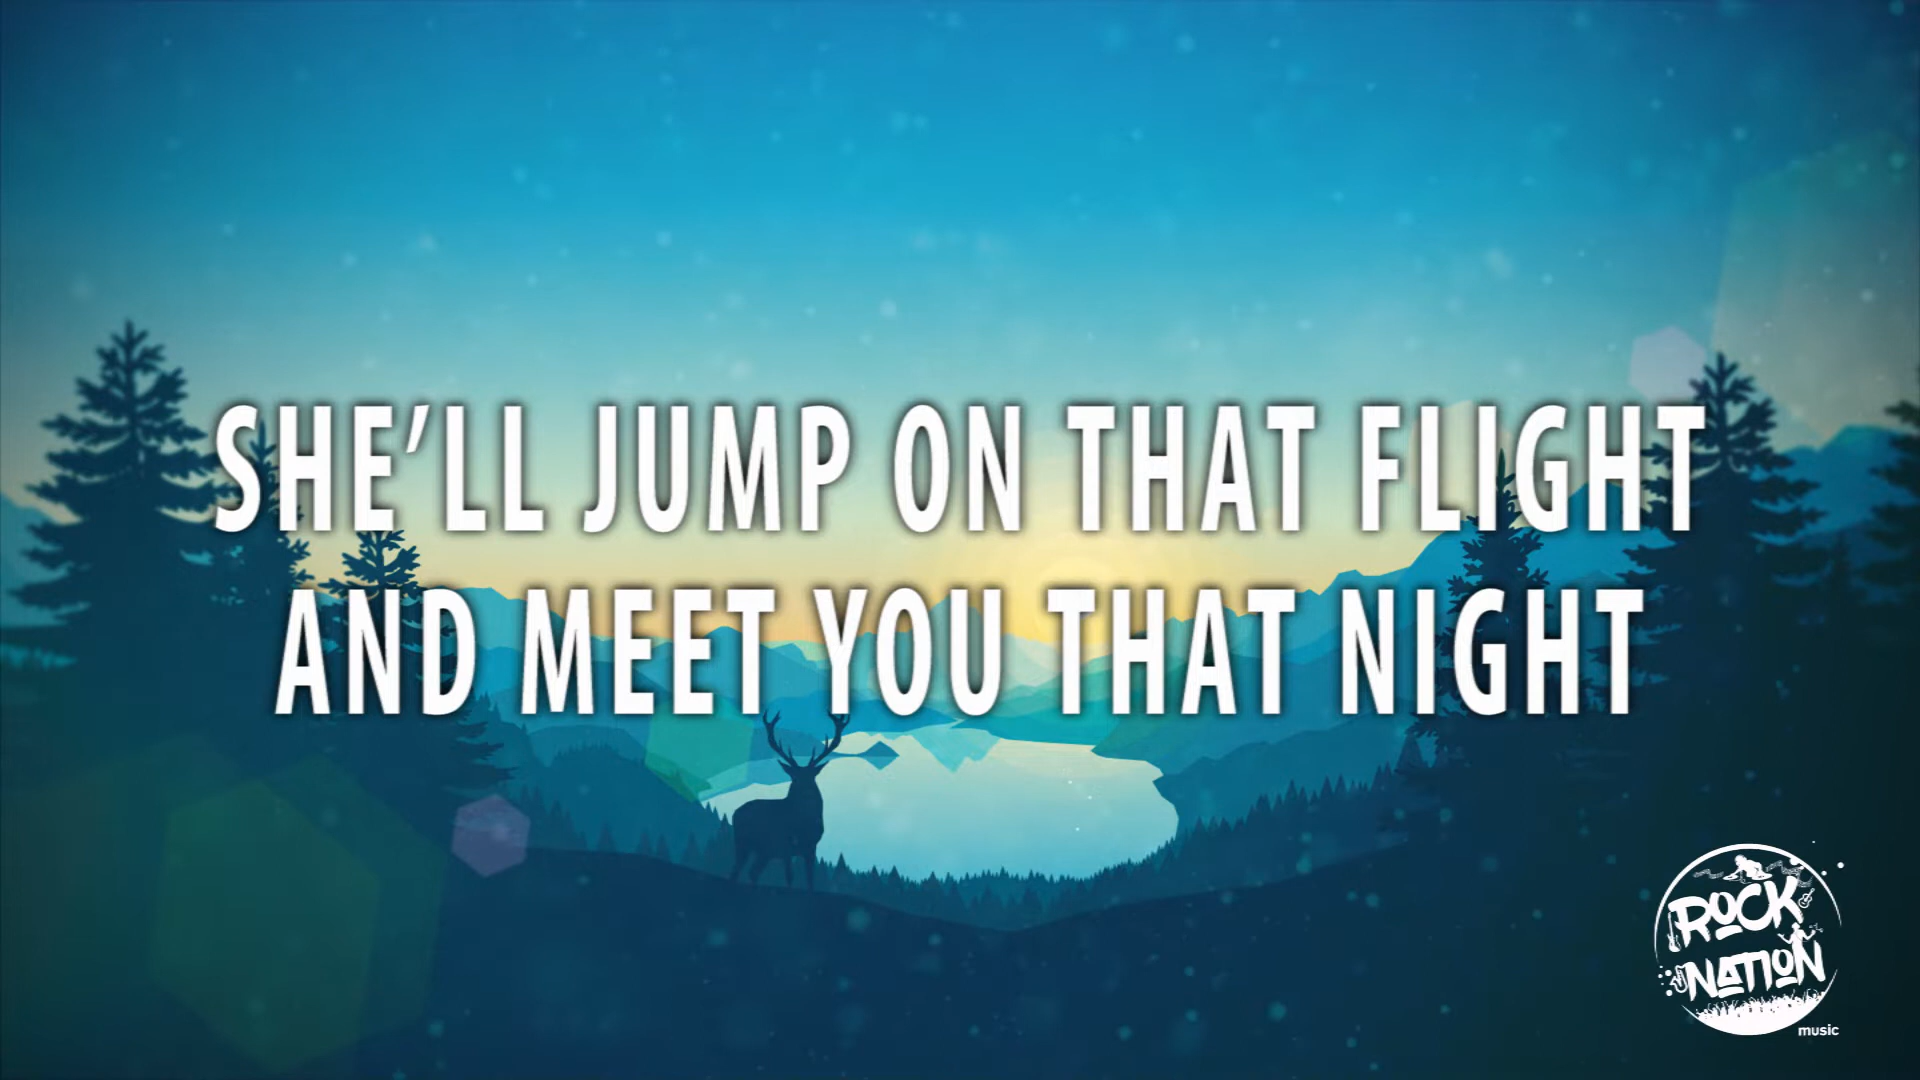 SHE’LL JUMP ON THAT FLIGHT
AND MEET YOU THAT NIGHT
ROCK
NATION
music